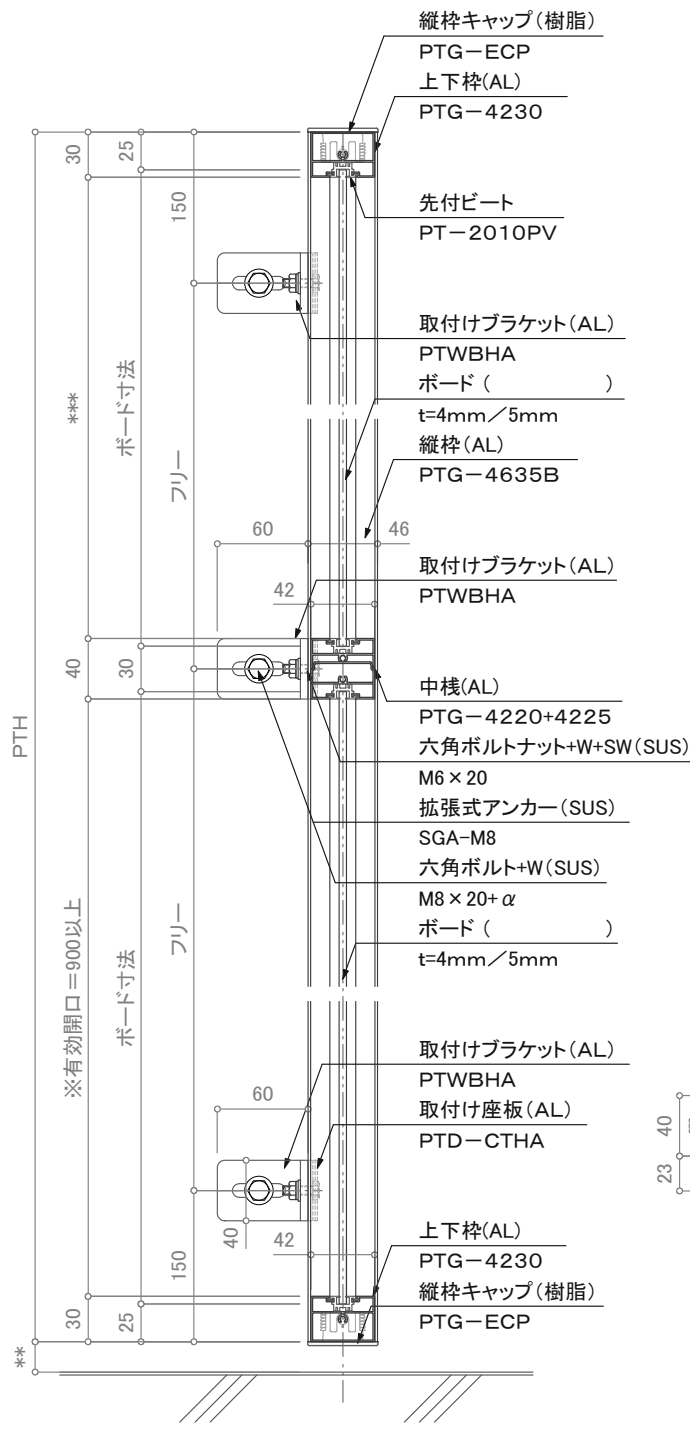 縦枠キャップ(樹脂)
PTG-ECP
上下枠(AL)
PTG-4230
30
25
150
先付ビート
PT-2010PV
取付けブラケット(AL)
PTWBHA
ボード (　　　　　)
t=4mm/5mm
***
ボード寸法
フリー
縦枠(AL)
PTG-4635B
60
46
取付けブラケット(AL)
PTWBHA
42
40
30
中桟(AL)
PTG-4220+4225
六角ボルトナット+W+SW(SUS)
M6×20
PTH
拡張式アンカー(SUS)
SGA-M8
六角ボルト+W(SUS)
M8×20+α
ボード (　　　　　)
t=4mm/5mm
※有効開口=900以上
ボード寸法
フリー
取付けブラケット(AL)
PTWBHA
60
取付け座板(AL)
PTD-CTHA
40
23
40
42
150
上下枠(AL)
PTG-4230
縦枠キャップ(樹脂)
PTG-ECP
30
25
**